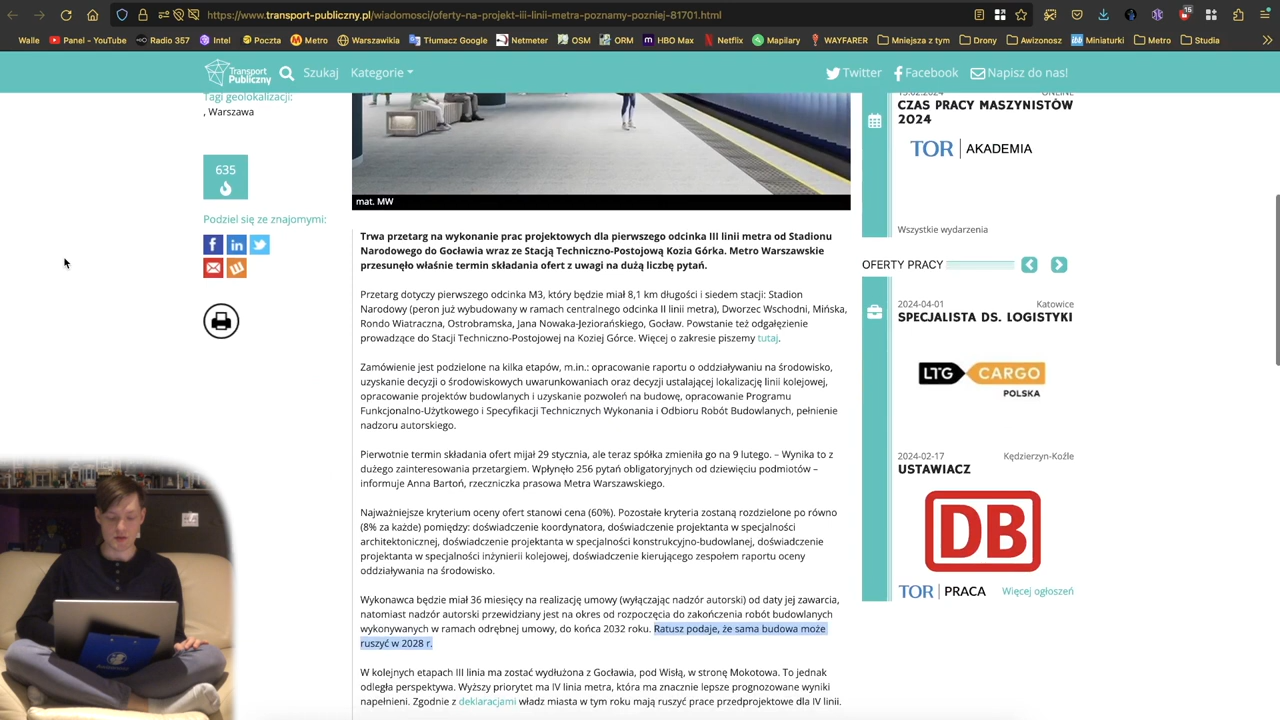 https://www.transport-publiczny.pl/wiadomosci/oferty-na-projekt-iii-linii-metra-poznamy-pozniej-81701.html
15
Walle
Panel - YouTube
Radio 357
Intel
Poczta
Metro
Warszawikia
Tłumacz Google
Netmeter
OSM
ORM
HBO Max
Netflix
Mapilary
WAYFARER
Mniejsza z tym
Drony
Awizonosz
Miniaturki
Metro
Studia
Transport
Publiczny
Szukaj
Kategorie
Twitter
Facebook
Napisz do nas!
Tagi geolokalizacji:
, Warszawa
635
Podziel się ze znajomymi:
mat. MW
Trwa przetarg na wykonanie prac projektowych dla pierwszego odcinka III linii metra od Stadionu
Narodowego do Gocławia wraz ze Stacją Techniczno-Postojową Kozia Górka. Metro Warszawskie
przesunęło właśnie termin składania ofert z uwagi na dużą liczbę pytań.
Przetarg dotyczy pierwszego odcinka M3, który będzie miał 8,1 km długości i siedem stacji: Stadion
Narodowy (peron już wybudowany w ramach centralnego odcinka II linii metra), Dworzec Wschodni, Mińska,
Rondo Wiatraczna, Ostrobramska, Jana Nowaka-Jeziorańskiego, Gocław. Powstanie też odgałęzienie
prowadzące do Stacji Techniczno-Postojowej na Koziej Górce. Więcej o zakresie piszemy tutaj.
Zamówienie jest podzielone na kilka etapów, m.in.: opracowanie raportu o oddziaływaniu na środowisko,
uzyskanie decyzji o środowiskowych uwarunkowaniach oraz decyzji ustalającej lokalizację linii kolejowej,
opracowanie projektów budowlanych i uzyskanie pozwoleń na budowę, opracowanie Programu
Funkcjonalno-Użytkowego i Specyfikacji Technicznych Wykonania i Odbioru Robót Budowlanych, pełnienie
nadzoru autorskiego.
Pierwotnie termin składania ofert mijał 29 stycznia, ale teraz spółka zmieniła go na 9 lutego. – Wynika to z
dużego zainteresowania przetargiem. Wpłynęło 256 pytań obligatoryjnych od dziewięciu podmiotów –
informuje Anna Bartoń, rzeczniczka prasowa Metra Warszawskiego.
Najważniejsze kryterium oceny ofert stanowi cena (60%). Pozostałe kryteria zostaną rozdzielone po równo
(8% za każde) pomiędzy: doświadczenie koordynatora, doświadczenie projektanta w specjalności
architektonicznej, doświadczenie projektanta w specjalności konstrukcyjno-budowlanej, doświadczenie
projektanta w specjalności inżynierii kolejowej, doświadczenie kierującego zespołem raportu oceny
oddziaływania na środowisko.
Wykonawca będzie miał 36 miesięcy na realizację umowy (wyłączając nadzór autorski) od daty jej zawarcia,
natomiast nadzór autorski przewidziany jest na okres od rozpoczęcia do zakończenia robót budowlanych
wykonywanych w ramach odrębnej umowy, do końca 2032 roku. Ratusz podaje, że sama budowa może
ruszyć w 2028 r.
W kolejnych etapach III linia ma zostać wydłużona z Gocławia, pod Wisłą, w stronę Mokotowa. To jednak
odległa perspektywa. Wyższy priorytet ma IV linia metra, która ma znacznie lepsze prognozowane wyniki
napełnieni. Zgodnie z deklaracjami władz miasta w tym roku mają ruszyć prace przedprojektowe dla IV linii.
13.02.2024
ONLINE
CZAS PRACY MASZYNISTÓW
2024
TOR AKADEMIA
Wszystkie wydarzenia
OFERTY PRACY
2024-04-01
Katowice
SPECJALISTA DS. LOGISTYKI
LTG CARGO
POLSKA
2024-02-17
Kędzierzyn-Koźle
USTAWIACZ
DB
TOR PRACA
Więcej ogłoszeń